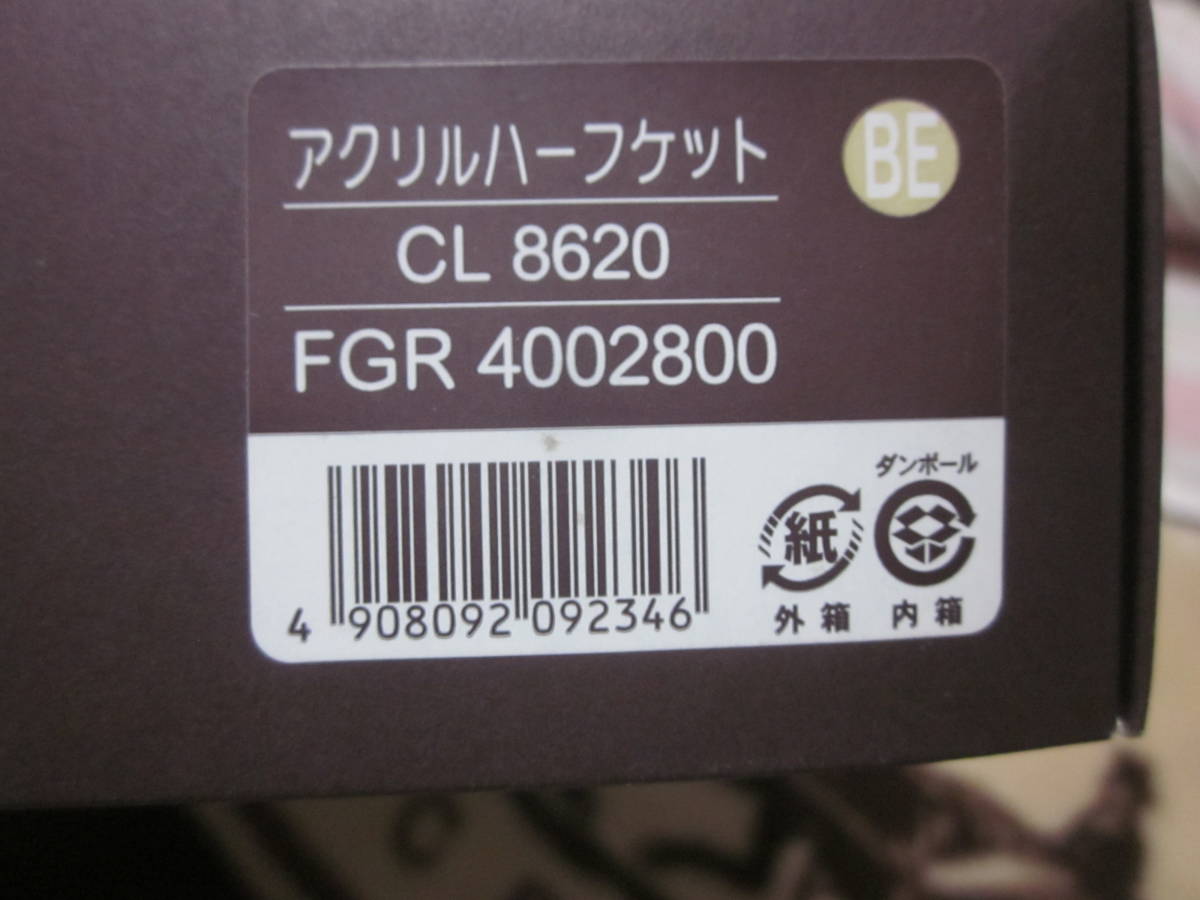 アクリルハーフケット
BE
CL 8620
FGR 4002800
ダンボール
紙
4 908092 092346
外箱
内箱